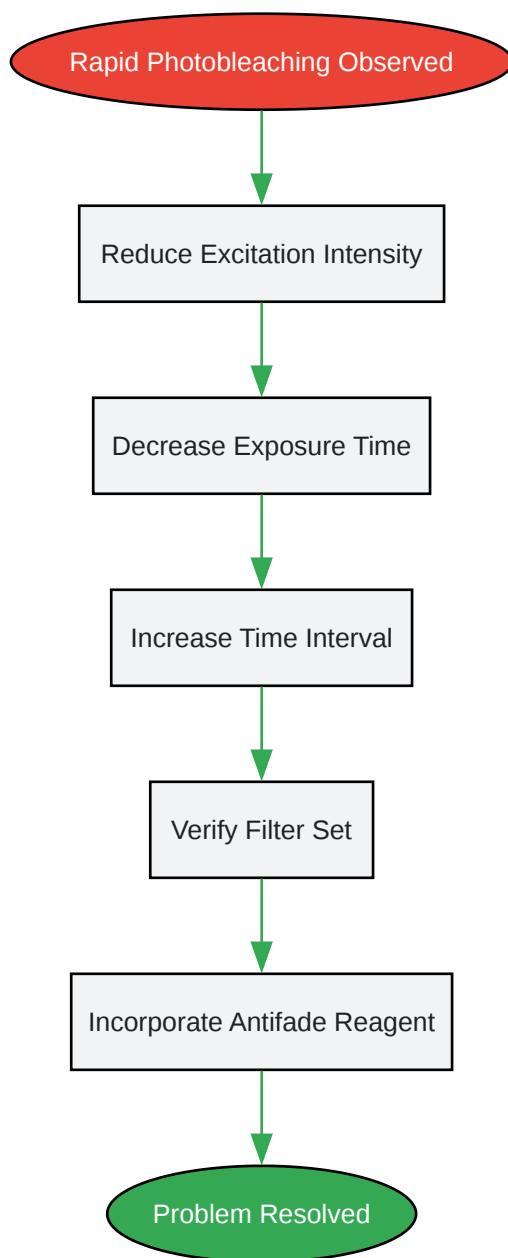 Rapid Photobleaching Observed
Reduce Excitation Intensity
Decrease Exposure Time
Increase Time Interval
Verify Filter Set
Incorporate Antifade Reagent
Problem Resolved